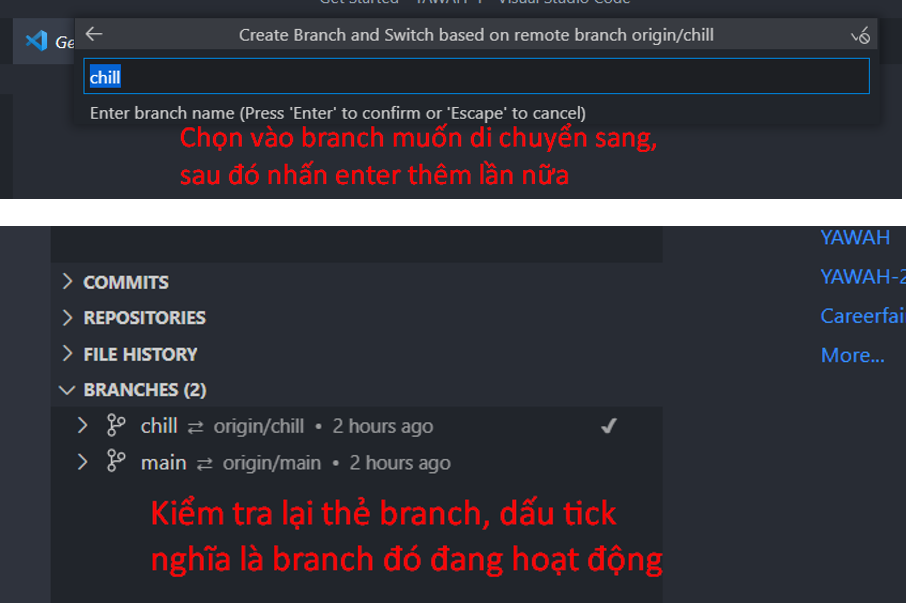 Get Started - YAWAH-1 - Visual Studio Code
Ge
Create Branch and Switch based on remote branch origin/chill
chill
Enter branch name (Press 'Enter' to confirm or 'Escape' to cancel)
Chọn vào branch muốn di chuyển sang,
sau đó nhấn enter thêm lần nữa
YAWAH
COMMITS
YAWAH-2
REPOSITORIES
Careerfai
FILE HISTORY
More...
BRANCHES (2)
chill ⇄ origin/chill • 2 hours ago ✓
main ⇄ origin/main • 2 hours ago
Kiểm tra lại thẻ branch, dấu tick
nghĩa là branch đó đang hoạt động